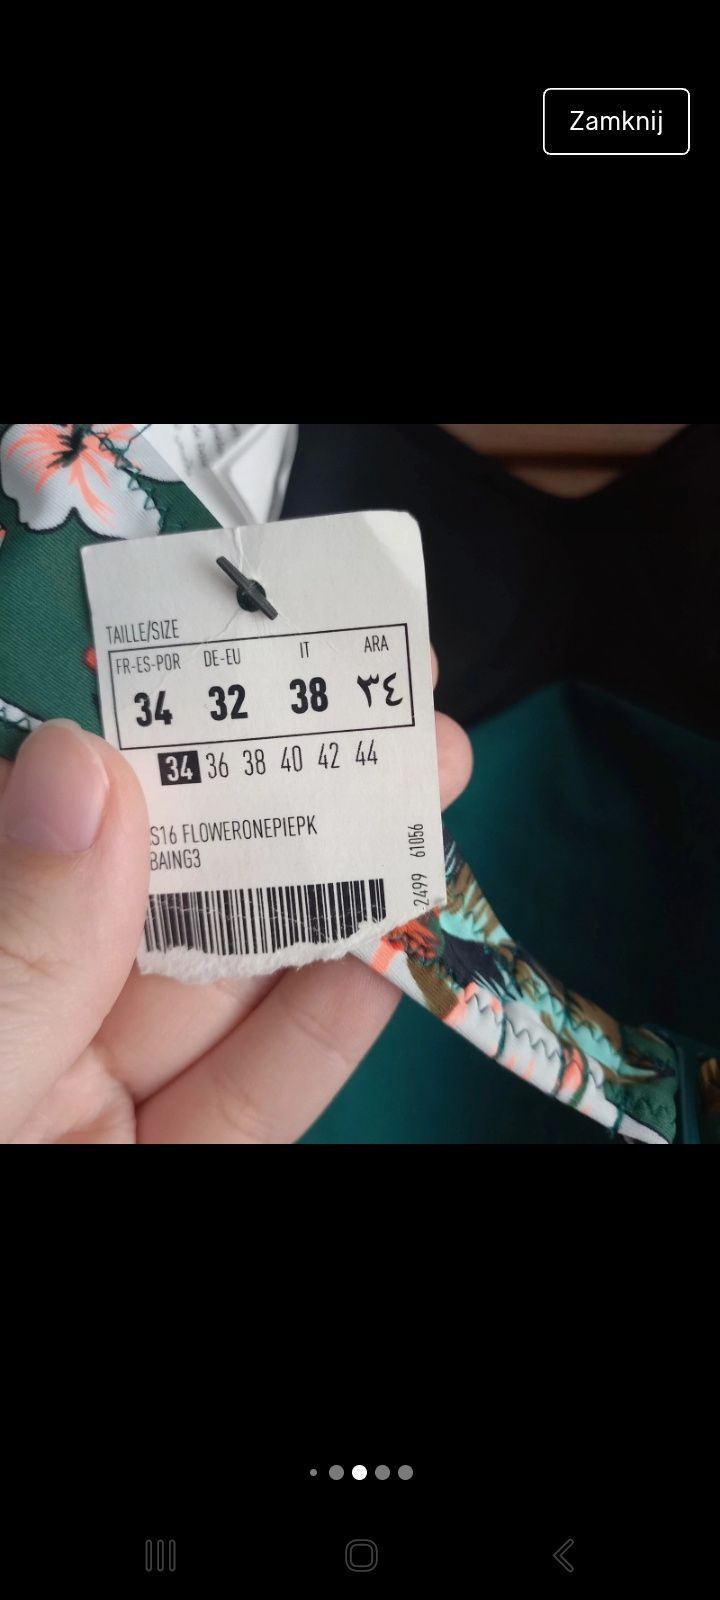 Zamknij
TAILLE/SIZE
FR-ES-POR DE-EU IT ARA
34 32 38 ٣٤
34 36 38 40 42 44
S16 FLOWERONEPIEPK
BAING3
2499 61056